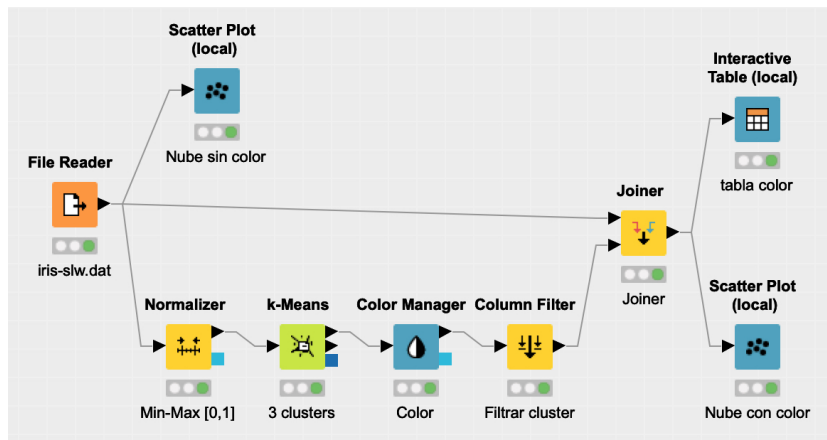 Scatter Plot
(local)
Nube sin color
Interactive
Table (local)
tabla color
File Reader
iris-slw.dat
Joiner
Joiner
Normalizer
Min-Max [0,1]
k-Means
3 clusters
Color Manager
Color
Column Filter
Filtrar cluster
Scatter Plot
(local)
Nube con color